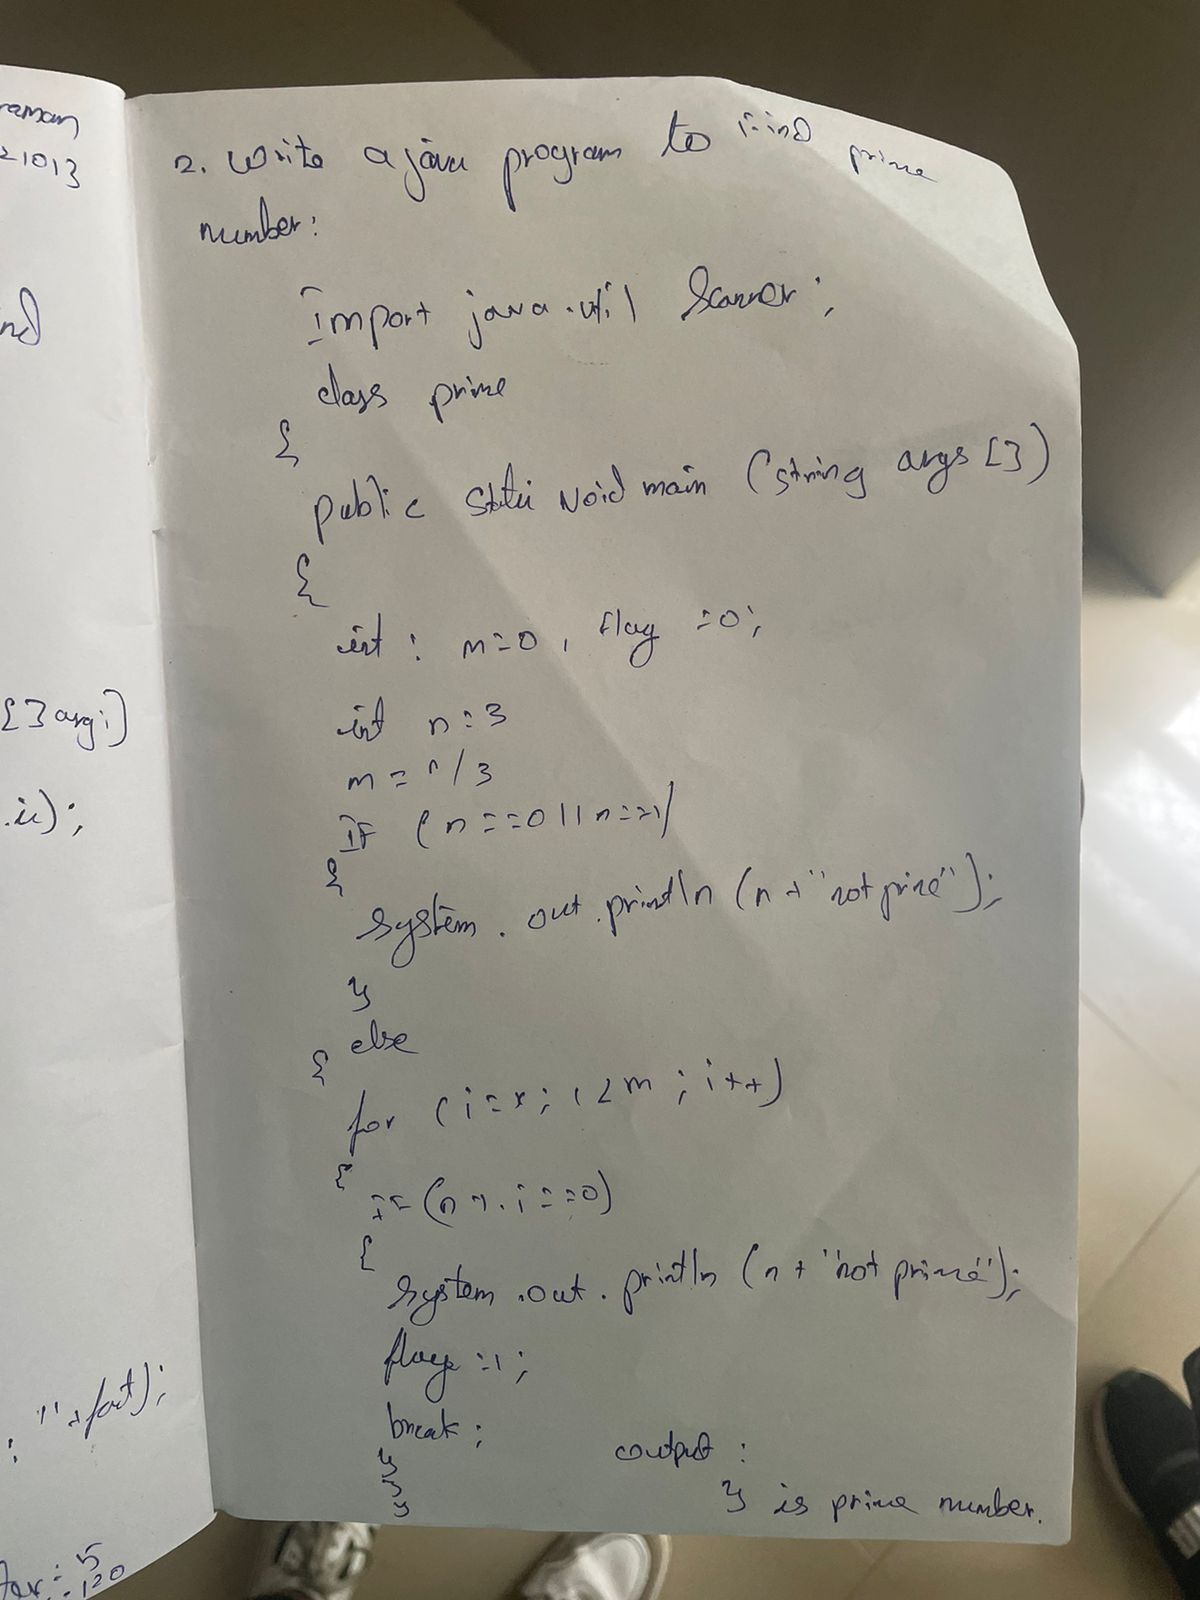 raman
21013
nd
[] args)
.in);
: "+fact);
5
120
2. Write a java program to find prime
number:
Import java.util Scanner;
class prime
{
public static void main (string args [])
{
int : m=0, flag =0;
int n=3
m = n/3
IF (n==0 || n==1)
{
system. out.println (n+"not prime");
}
else
{
for (i=x; i<m; i++)
{
if (n %. i==0)
{
system .out. println (n+ "not prime");
flag =1;
break;
}
}
}
output :
3 is prime number.